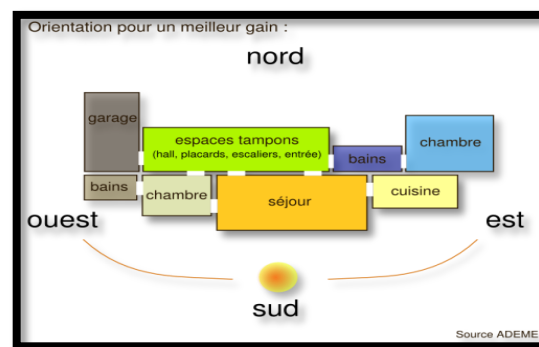 Orientation pour un meilleur gain :
nord
garage
espaces tampons
(hall, placards, escaliers, entrée)
bains
chambre
bains
chambre
séjour
cuisine
ouest
est
sud
Source ADEME